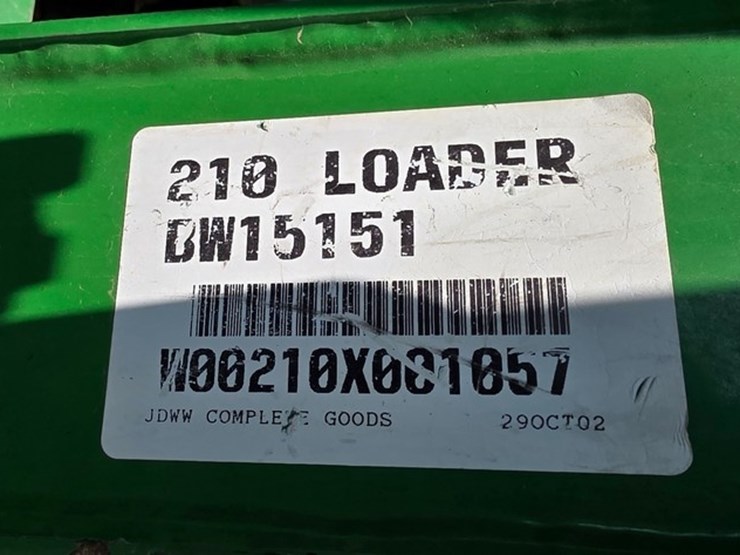 210 LOADER
BW15151
W00210X001057
JDWW COMPLETE GOODS
29OCT02